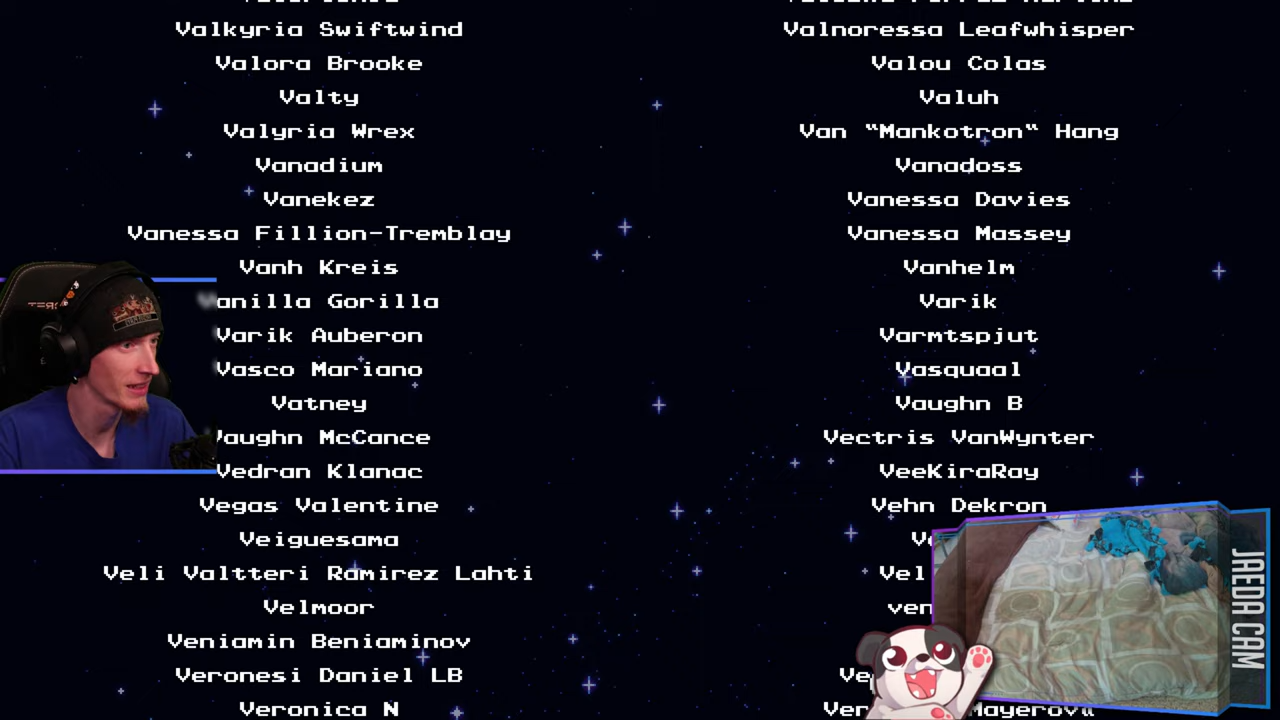 Valkyria Swiftwind
Valnoressa Leafwhisper
Valora Brooke
Valou Colas
Valty
Valuh
Valyria Wrex
Van “Mankotron“ Hang
Vanadium
Vanadoss
Vanekez
Vanessa Davies
Vanessa Fillion-Tremblay
Vanessa Massey
Vanh Kreis
Vanhelm
Vanilla Gorilla
Varik
Varik Auberon
Varmtspjut
Vasco Mariano
Vasquaal
Vatney
Vaughn B
Vaughn McCance
Vectris VanWynter
Vedran Klanac
VeeKiraRay
Vegas Valentine
Vehn Dekron
Veiguesama
Veli Valtteri Ramirez Lahti
Velmoor
Veniamin Beniaminov
Veronesi Daniel LB
Veronica N
JAEDA CAM